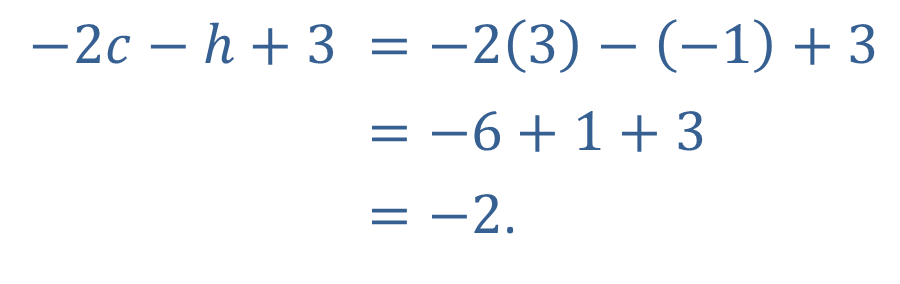 −2c − h + 3 = −2(3) − (−1) + 3
= −6 + 1 + 3
= −2.